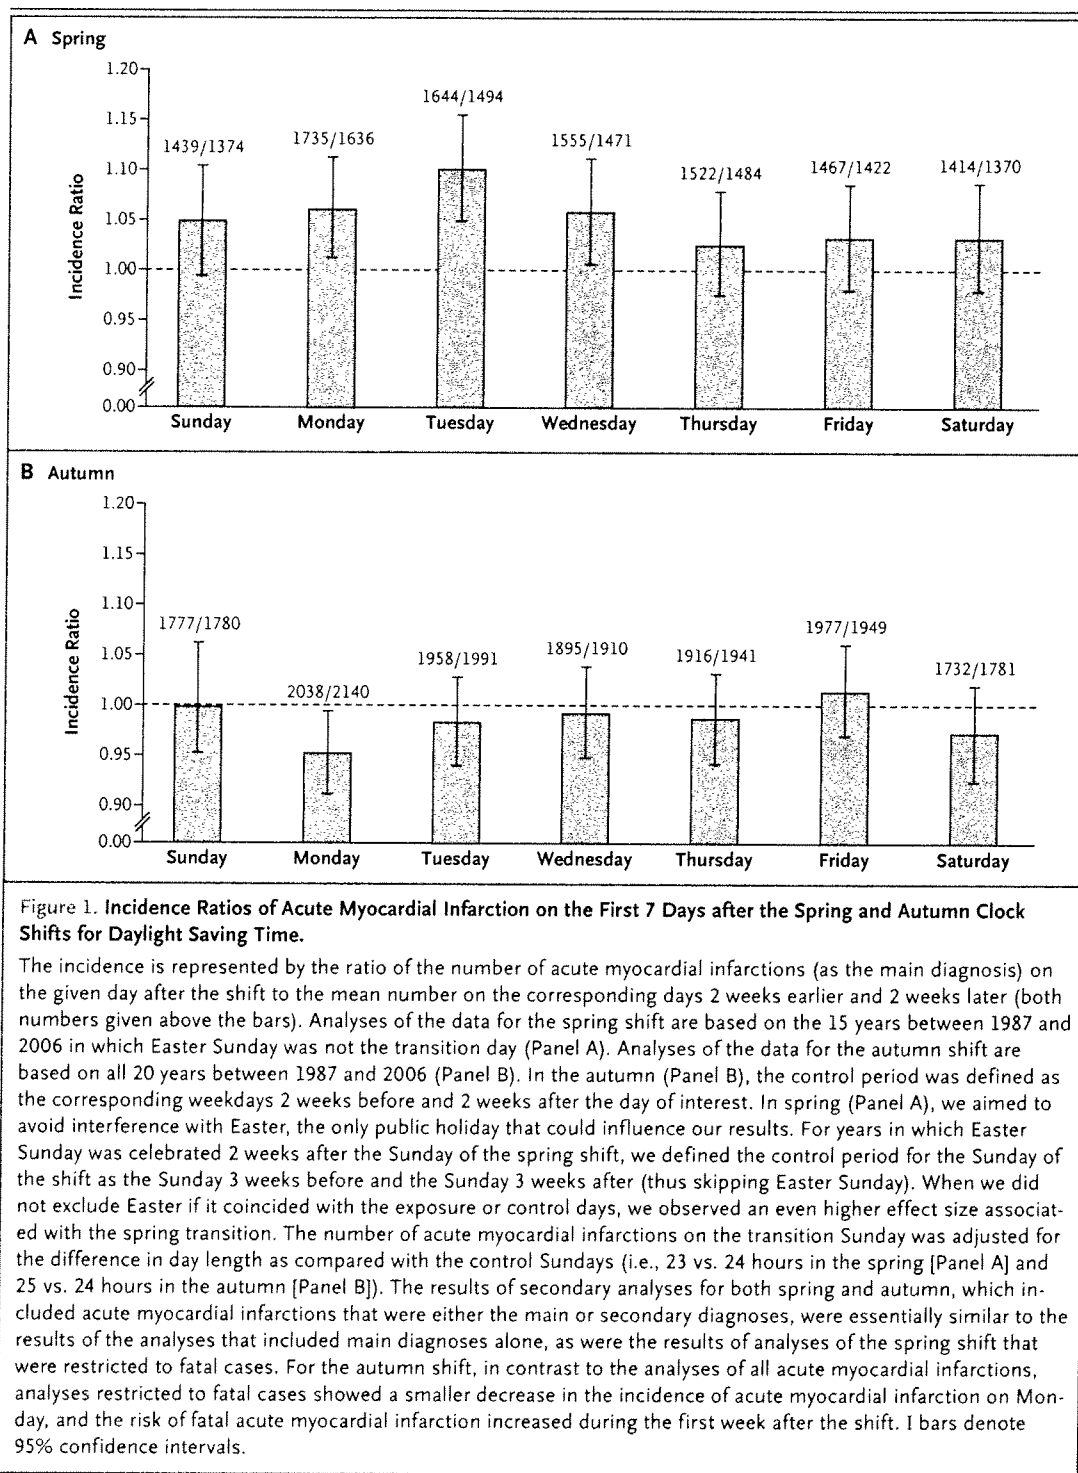 A Spring
1.20
1.15
1.10
1.05
1.00
0.95
0.90
0.00
Incidence Ratio
1439/1374
1735/1636
1644/1494
1555/1471
1522/1484
1467/1422
1414/1370
Sunday Monday Tuesday Wednesday Thursday Friday Saturday
B Autumn
1.20
1.15
1.10
1.05
1.00
0.95
0.90
0.00
Incidence Ratio
1777/1780
2038/2140
1958/1991
1895/1910
1916/1941
1977/1949
1732/1781
Sunday Monday Tuesday Wednesday Thursday Friday Saturday
Figure 1. Incidence Ratios of Acute Myocardial Infarction on the First 7 Days after the Spring and Autumn Clock
Shifts for Daylight Saving Time.
The incidence is represented by the ratio of the number of acute myocardial infarctions (as the main diagnosis) on
the given day after the shift to the mean number on the corresponding days 2 weeks earlier and 2 weeks later (both
numbers given above the bars). Analyses of the data for the spring shift are based on the 15 years between 1987 and
2006 in which Easter Sunday was not the transition day (Panel A). Analyses of the data for the autumn shift are
based on all 20 years between 1987 and 2006 (Panel B). In the autumn (Panel B), the control period was defined as
the corresponding weekdays 2 weeks before and 2 weeks after the day of interest. In spring (Panel A), we aimed to
avoid interference with Easter, the only public holiday that could influence our results. For years in which Easter
Sunday was celebrated 2 weeks after the Sunday of the spring shift, we defined the control period for the Sunday of
the shift as the Sunday 3 weeks before and the Sunday 3 weeks after (thus skipping Easter Sunday). When we did
not exclude Easter if it coincided with the exposure or control days, we observed an even higher effect size associat-
ed with the spring transition. The number of acute myocardial infarctions on the transition Sunday was adjusted for
the difference in day length as compared with the control Sundays (i.e., 23 vs. 24 hours in the spring [Panel A] and
25 vs. 24 hours in the autumn [Panel B]). The results of secondary analyses for both spring and autumn, which in-
cluded acute myocardial infarctions that were either the main or secondary diagnoses, were essentially similar to the
results of the analyses that included main diagnoses alone, as were the results of analyses of the spring shift that
were restricted to fatal cases. For the autumn shift, in contrast to the analyses of all acute myocardial infarctions,
analyses restricted to fatal cases showed a smaller decrease in the incidence of acute myocardial infarction on Mon-
day, and the risk of fatal acute myocardial infarction increased during the first week after the shift. I bars denote
95% confidence intervals.